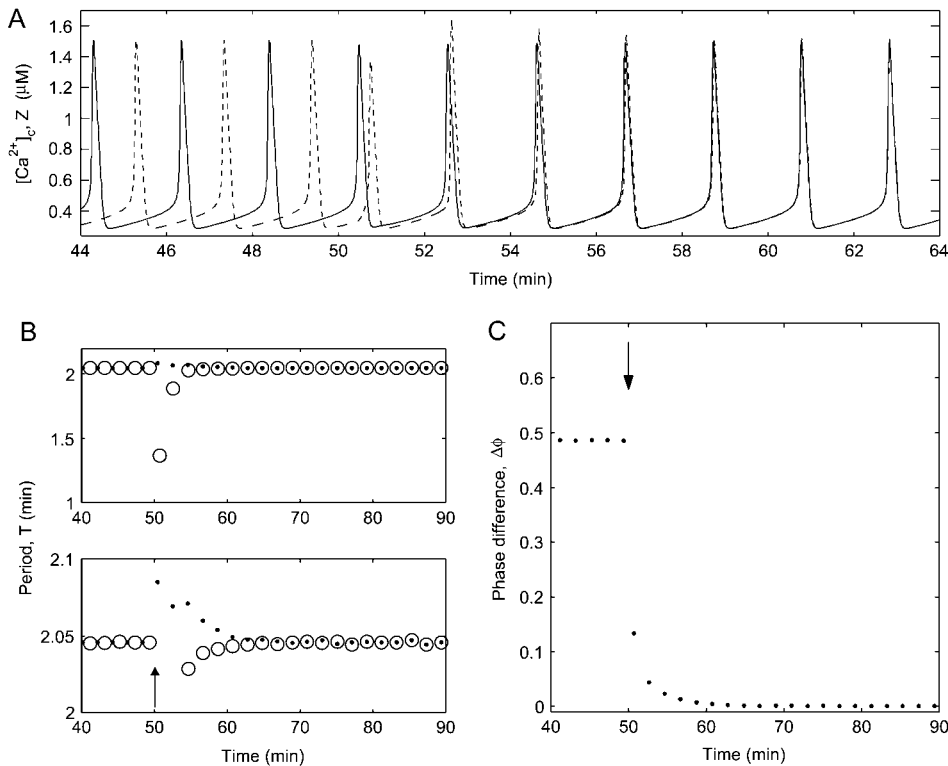 A
[Ca²⁺]c, Z (μM)
1.6
1.4
1.2
1
0.8
0.6
0.4
44 46 48 50 52 54 56 58 60 62 64
Time (min)
B
Period, T (min)
2
1.5
1
40 50 60 70 80 90
2.1
2.05
2
40 50 60 70 80 90
Time (min)
C
Phase difference, Δϕ
0.6
0.5
0.4
0.3
0.2
0.1
0
40 50 60 70 80 90
Time (min)